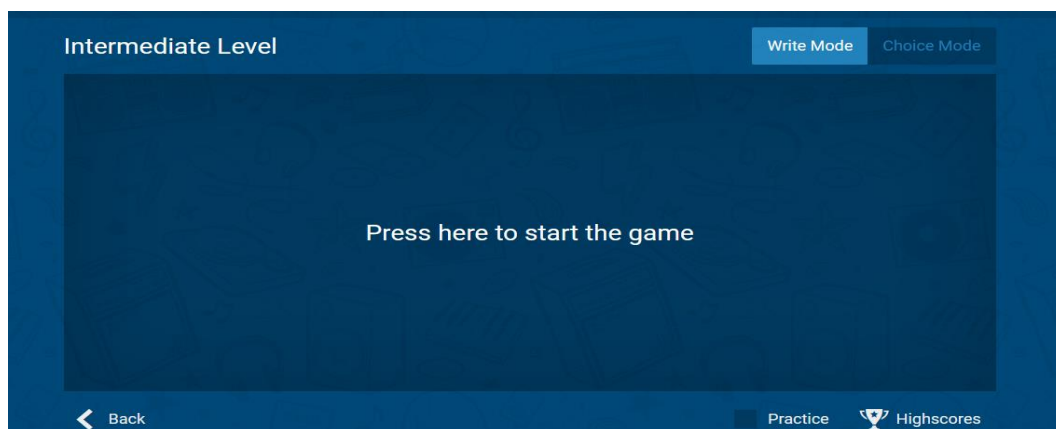 Intermediate Level
Write Mode
Choice Mode
Press here to start the game
Back
Practice
Highscores